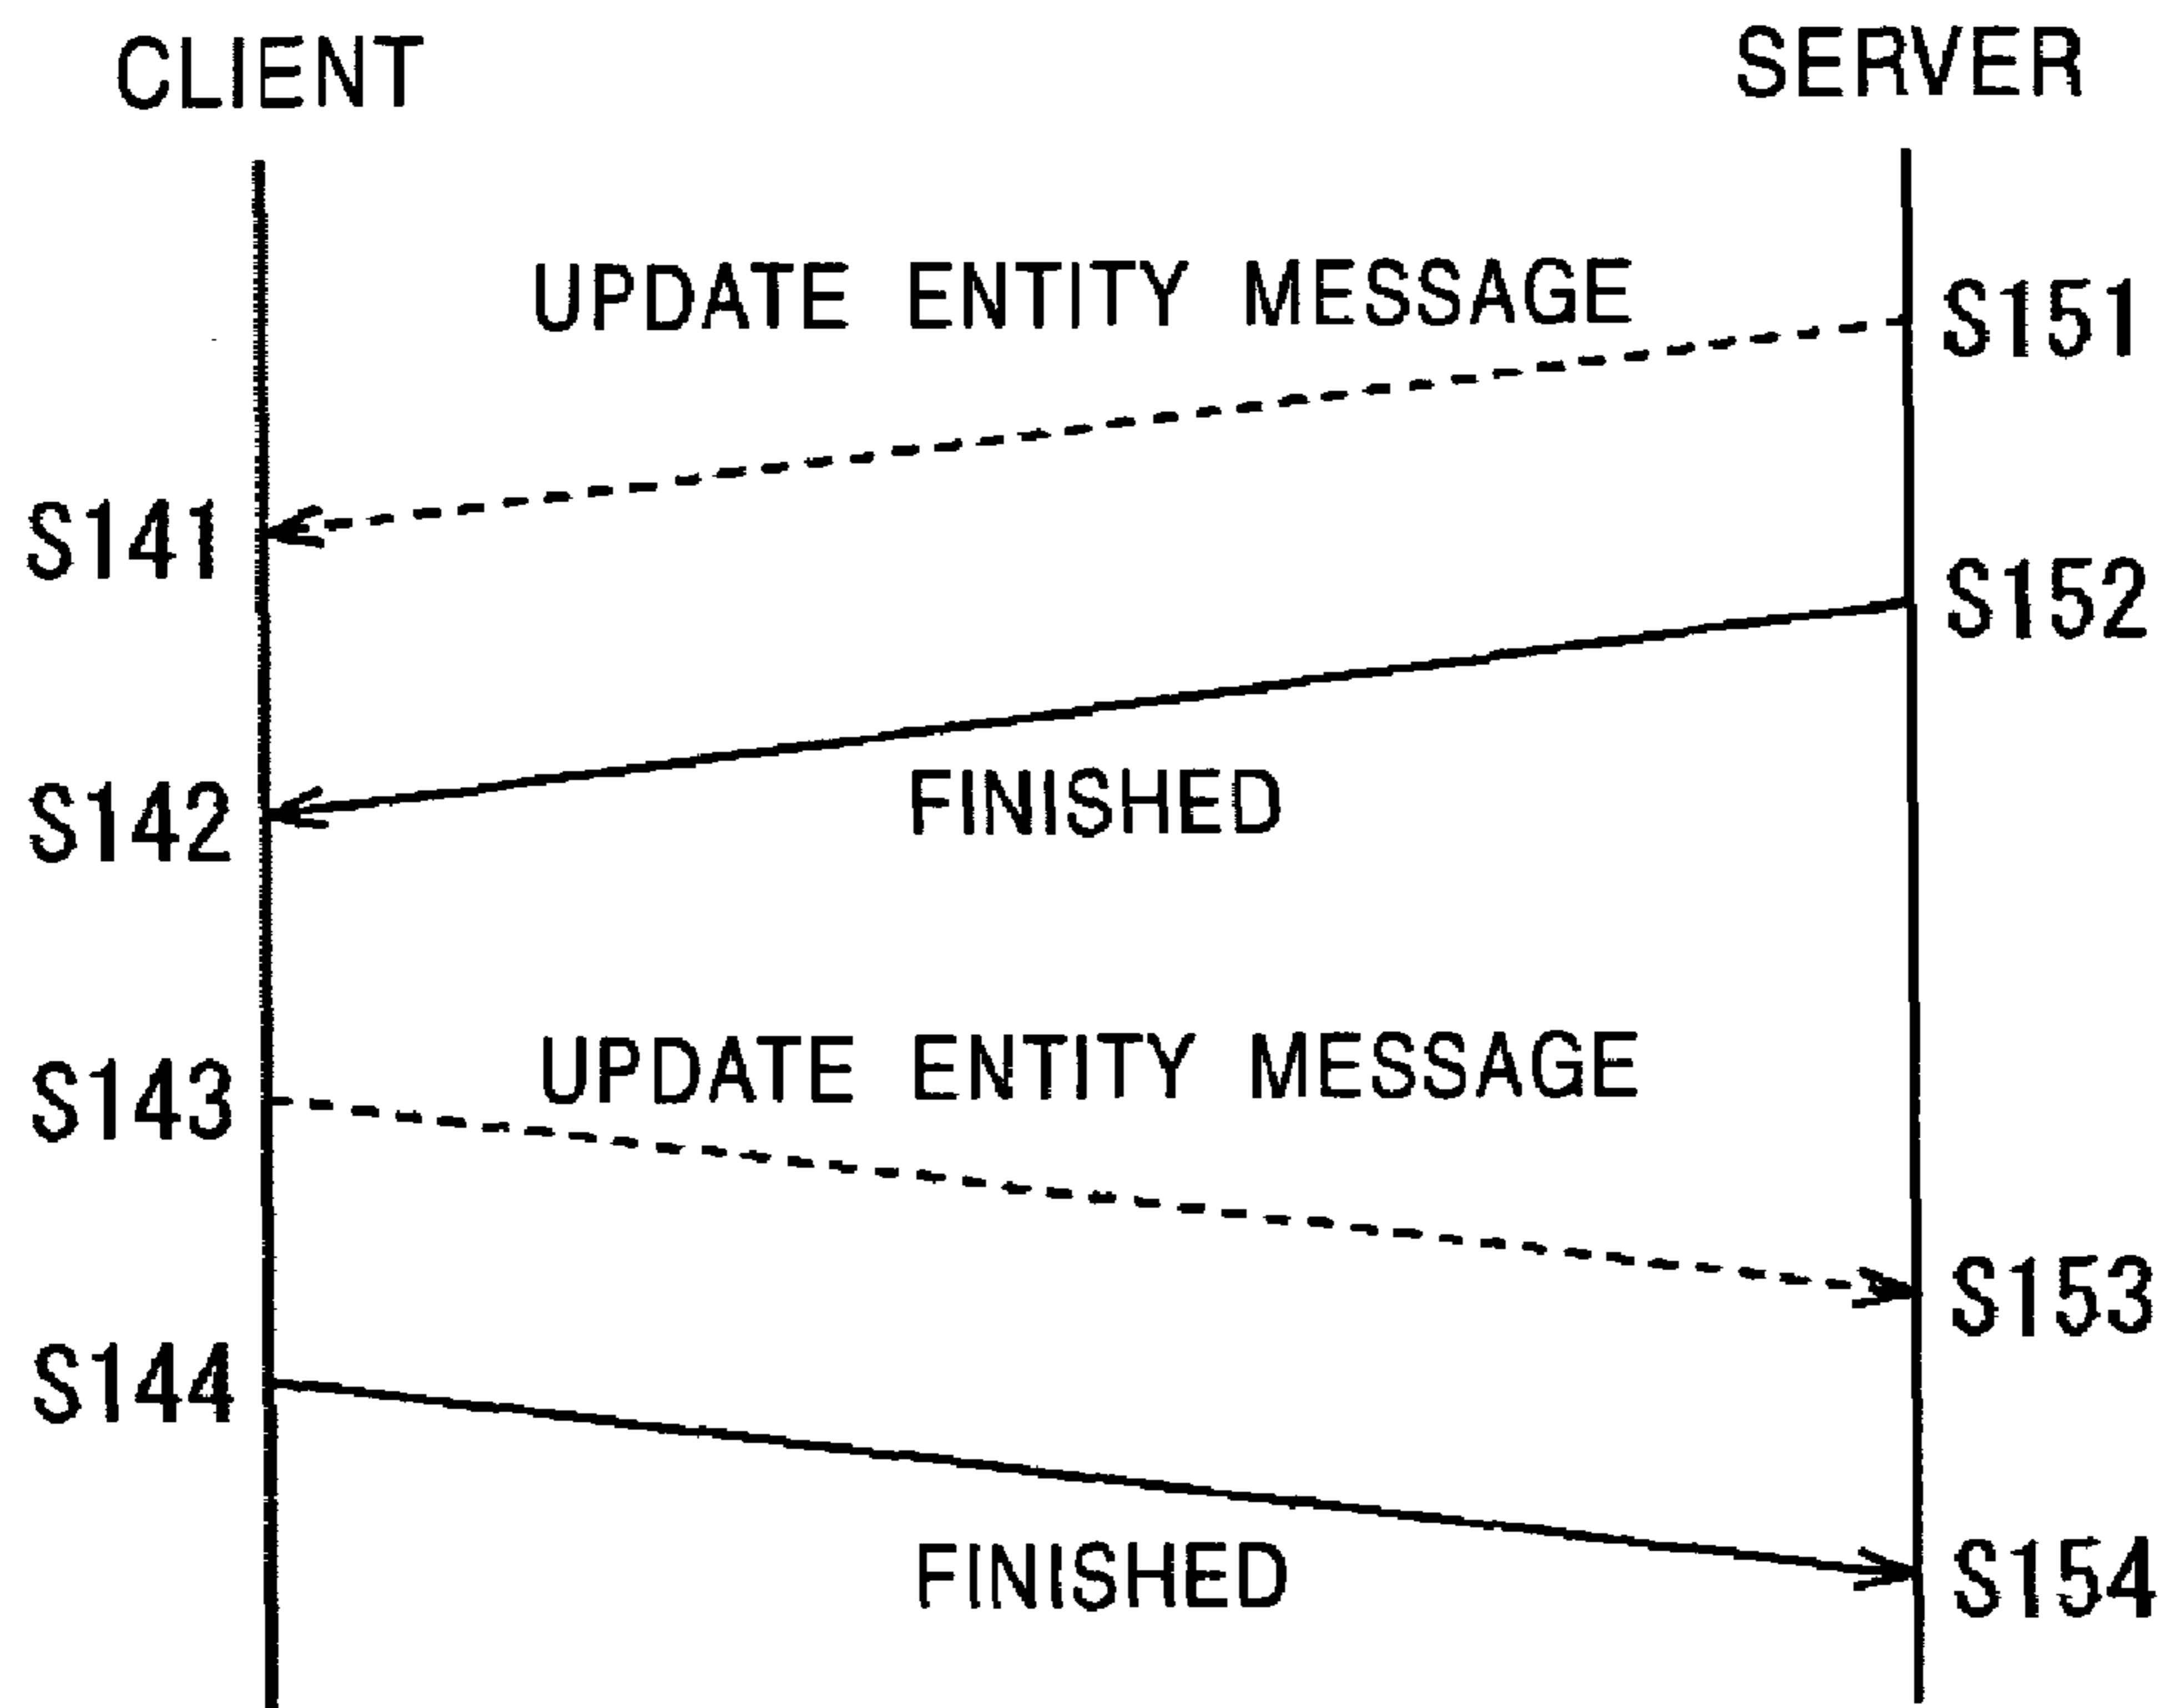 CLIENT
SERVER
UPDATE ENTITY MESSAGE
S151
S141
S152
S142
FINISHED
S143
UPDATE ENTITY MESSAGE
S153
S144
FINISHED
S154